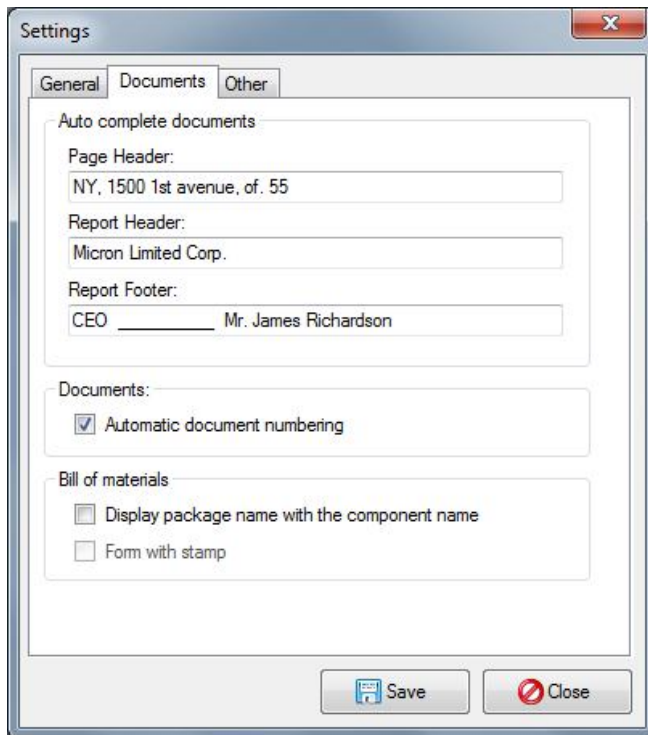 Settings
General Documents Other
Auto complete documents
Page Header:
NY, 1500 1st avenue, of. 55
Report Header:
Micron Limited Corp.
Report Footer:
CEO __________ Mr. James Richardson
Documents:
Automatic document numbering
Bill of materials
Display package name with the component name
Form with stamp
Save Close